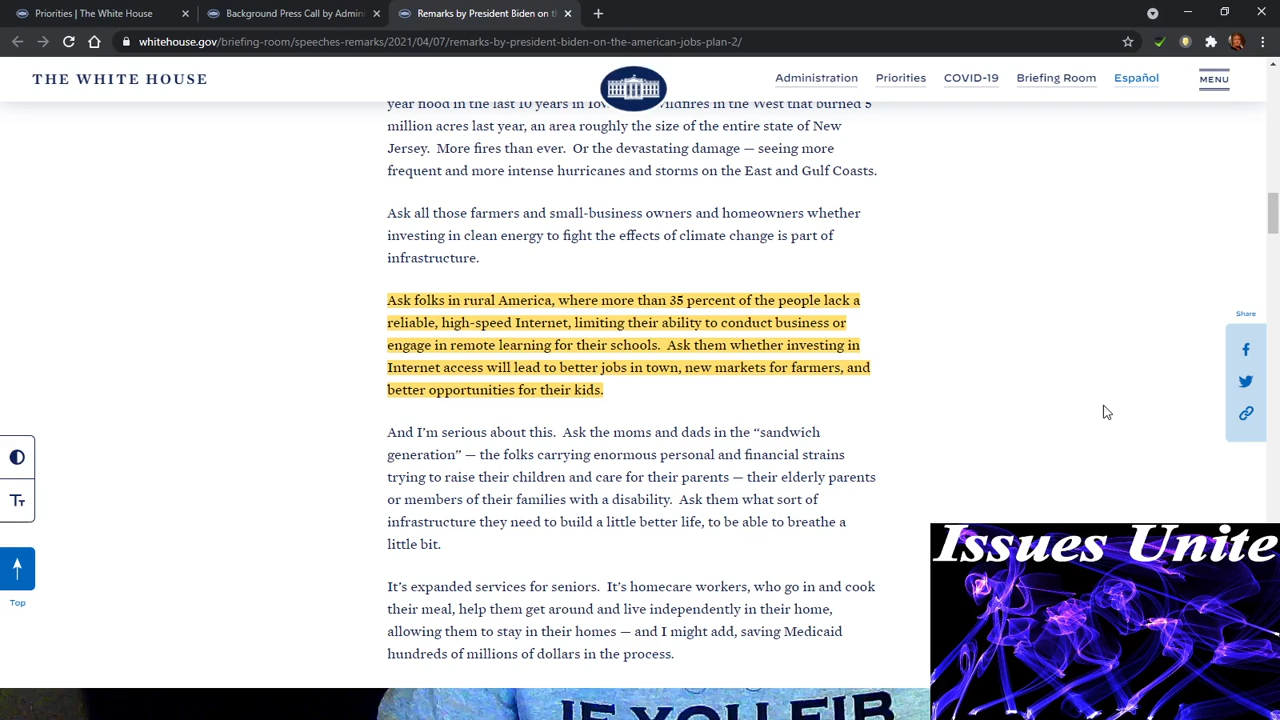 Priorities | The White House
Background Press Call by Admin
Remarks by President Biden on th
whitehouse.gov/briefing-room/speeches-remarks/2021/04/07/remarks-by-president-biden-on-the-american-jobs-plan-2/
THE WHITE HOUSE
Administration
Priorities
COVID-19
Briefing Room
Español
MENU
year flood in the last 10 years in Iowa. Wildfires in the West that burned 5
million acres last year, an area roughly the size of the entire state of New
Jersey.  More fires than ever.  Or the devastating damage — seeing more
frequent and more intense hurricanes and storms on the East and Gulf Coasts.
Ask all those farmers and small-business owners and homeowners whether
investing in clean energy to fight the effects of climate change is part of
infrastructure.
Ask folks in rural America, where more than 35 percent of the people lack a
reliable, high-speed Internet, limiting their ability to conduct business or
engage in remote learning for their schools.  Ask them whether investing in
Internet access will lead to better jobs in town, new markets for farmers, and
better opportunities for their kids.
And I’m serious about this.  Ask the moms and dads in the “sandwich
generation” — the folks carrying enormous personal and financial strains
trying to raise their children and care for their parents — their elderly parents
or members of their families with a disability.  Ask them what sort of
infrastructure they need to build a little better life, to be able to breathe a
little bit.
It’s expanded services for seniors.  It’s homecare workers, who go in and cook
their meal, help them get around and live independently in their home,
allowing them to stay in their homes — and I might add, saving Medicaid
hundreds of millions of dollars in the process.
Share
Tт
Top
Issues Unite
IF YOU